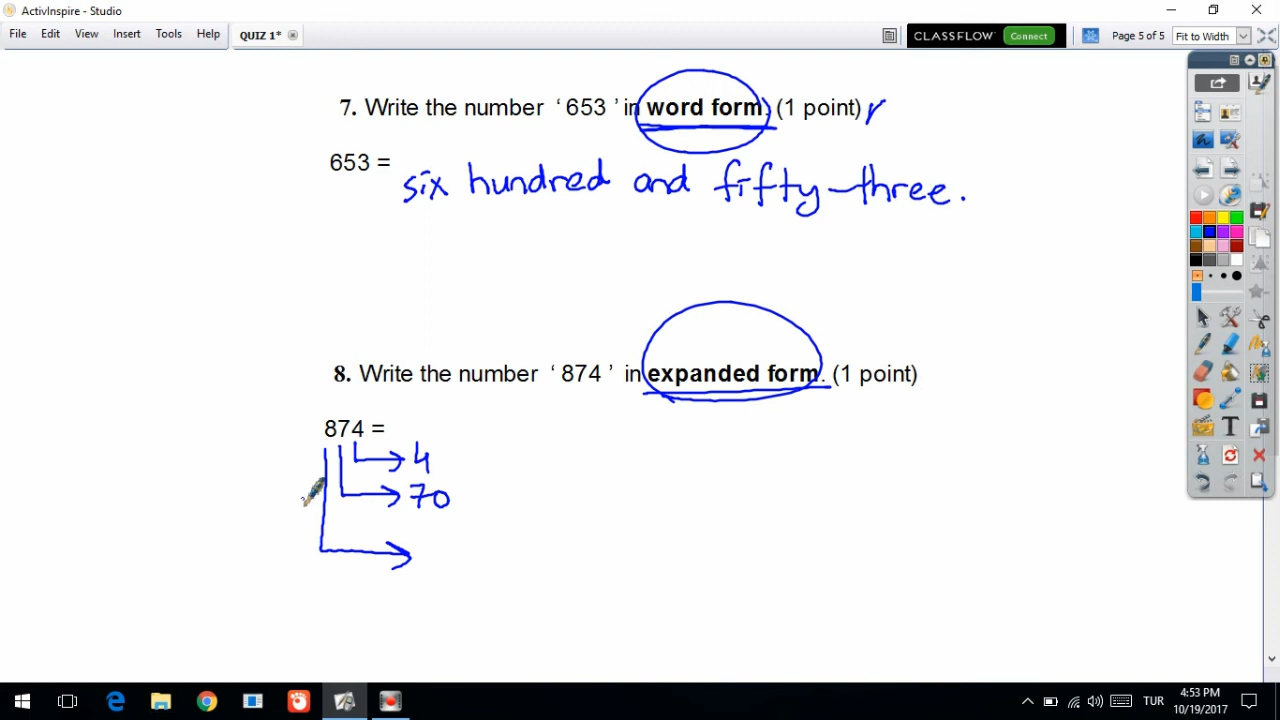 ActivInspire - Studio
File Edit View Insert Tools Help QUIZ 1* CLASSFLOW Connect Page 5 of 5 Fit to Width
7. Write the number ‘ 653 ’ in word form. (1 point)
653 = six hundred and fifty-three.
8. Write the number ‘ 874 ’ in expanded form. (1 point)
874 =
4
70
TUR 4:53 PM
10/19/2017